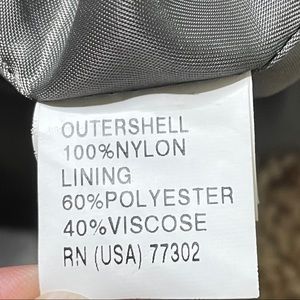 OUTERSHELL
100%NYLON
LINING
60%POLYESTER
40%VISCOSE
RN (USA) 77302